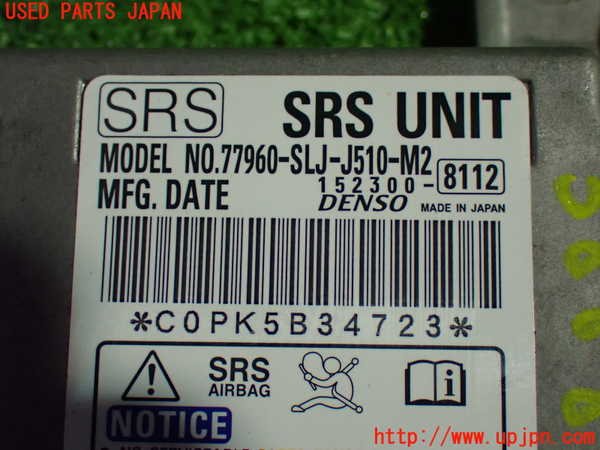 USED PARTS JAPAN
SRS SRS UNIT
MODEL NO.77960-SLJ-J510-M2
152300-8112
MFG. DATE DENSO MADE IN JAPAN
*C0PK5B34723*
SRS
AIRBAG
NOTICE
http://www.upjpn.com/